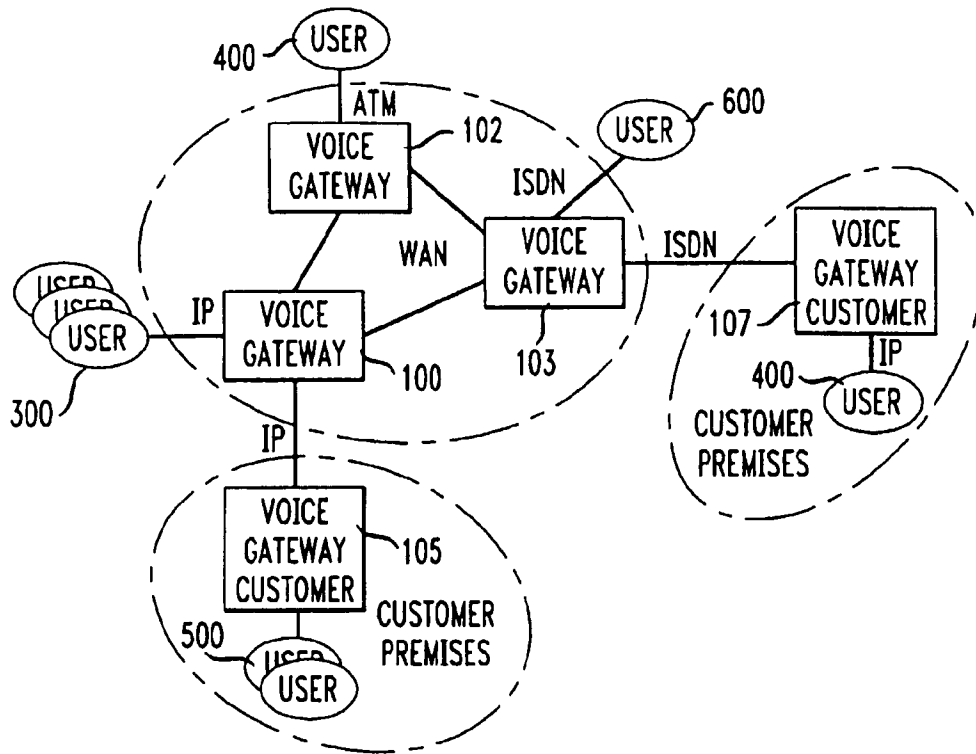 400
USER
ATM
VOICE
GATEWAY
102
USER
600
ISDN
WAN
VOICE
GATEWAY
103
ISDN
VOICE
GATEWAY
CUSTOMER
107
IP
400
USER
CUSTOMER
PREMISES
USER
USER
USER
300
IP
VOICE
GATEWAY
100
IP
VOICE
GATEWAY
CUSTOMER
105
CUSTOMER
PREMISES
500
USER
USER